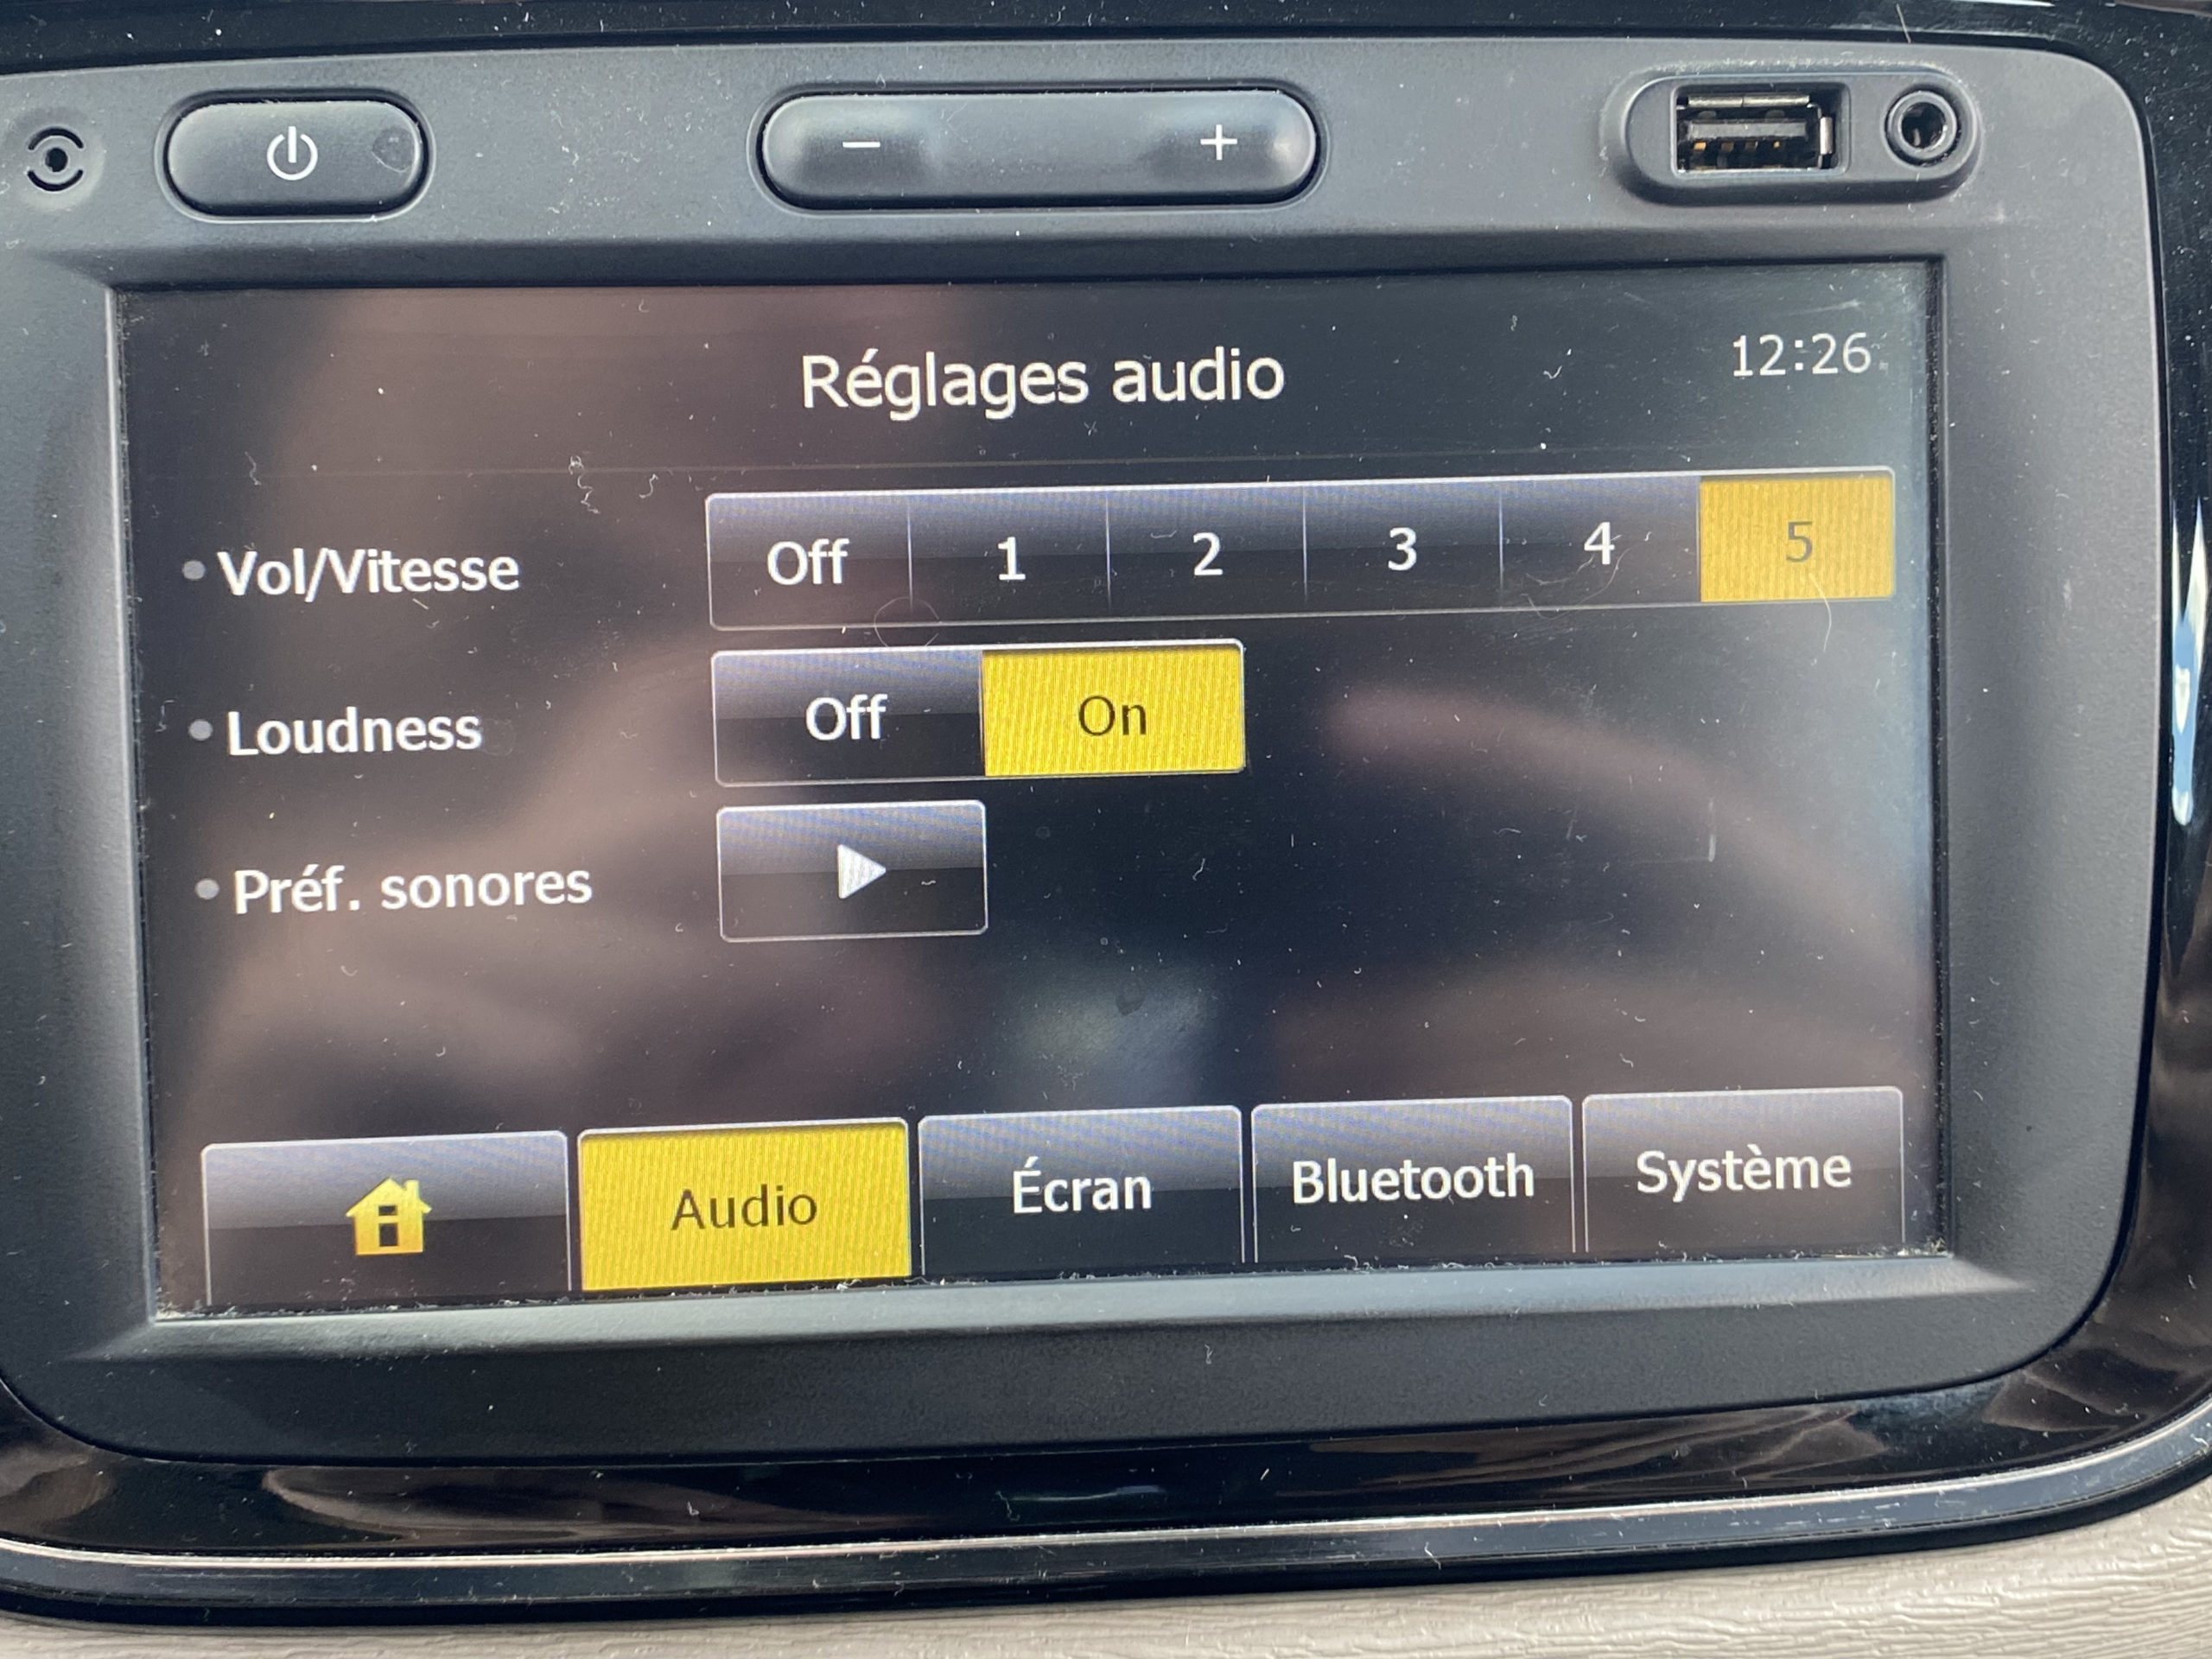 Réglages audio
12:26
Vol/Vitesse Off 1 2 3 4 5
Loudness Off On
Préf. sonores
Audio Écran Bluetooth Système